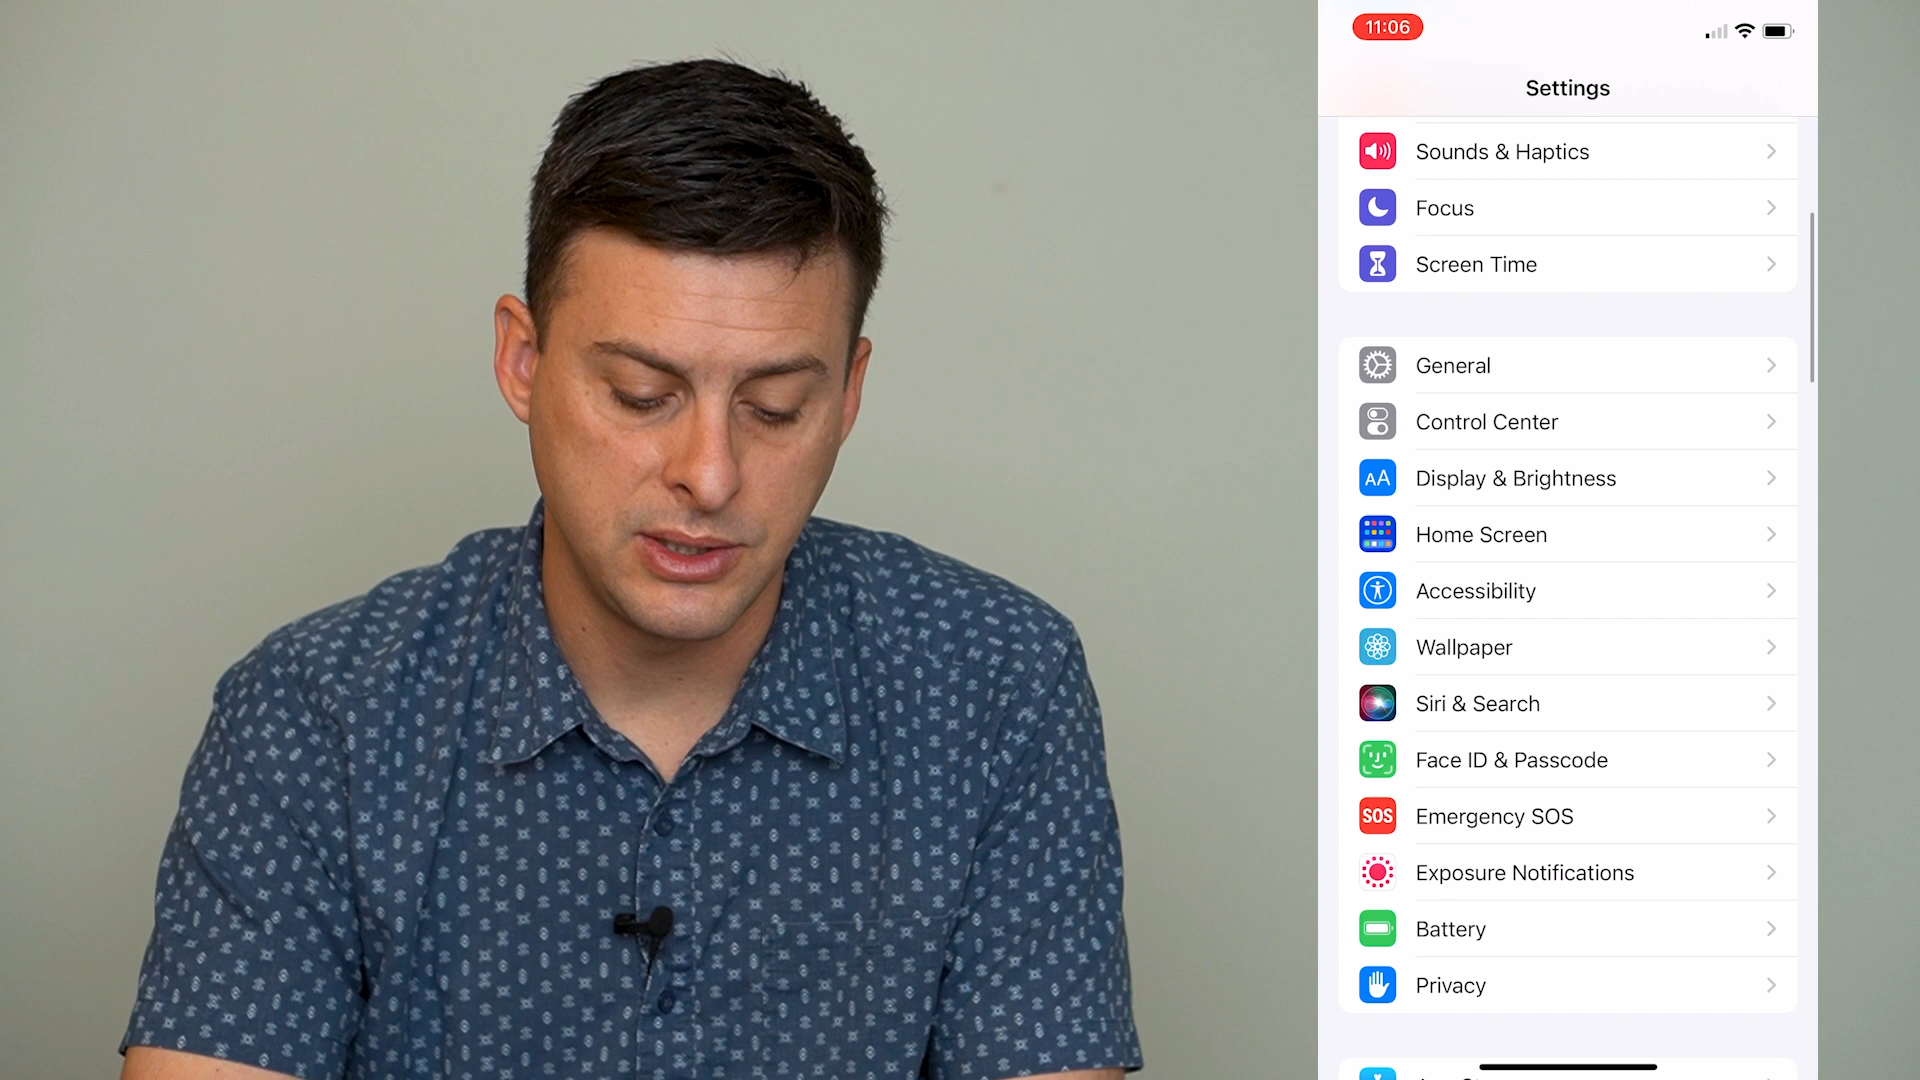 11:06
Settings
Sounds & Haptics
Focus
Screen Time
General
Control Center
AA Display & Brightness
Home Screen
Accessibility
Wallpaper
Siri & Search
Face ID & Passcode
SOS Emergency SOS
Exposure Notifications
Battery
Privacy